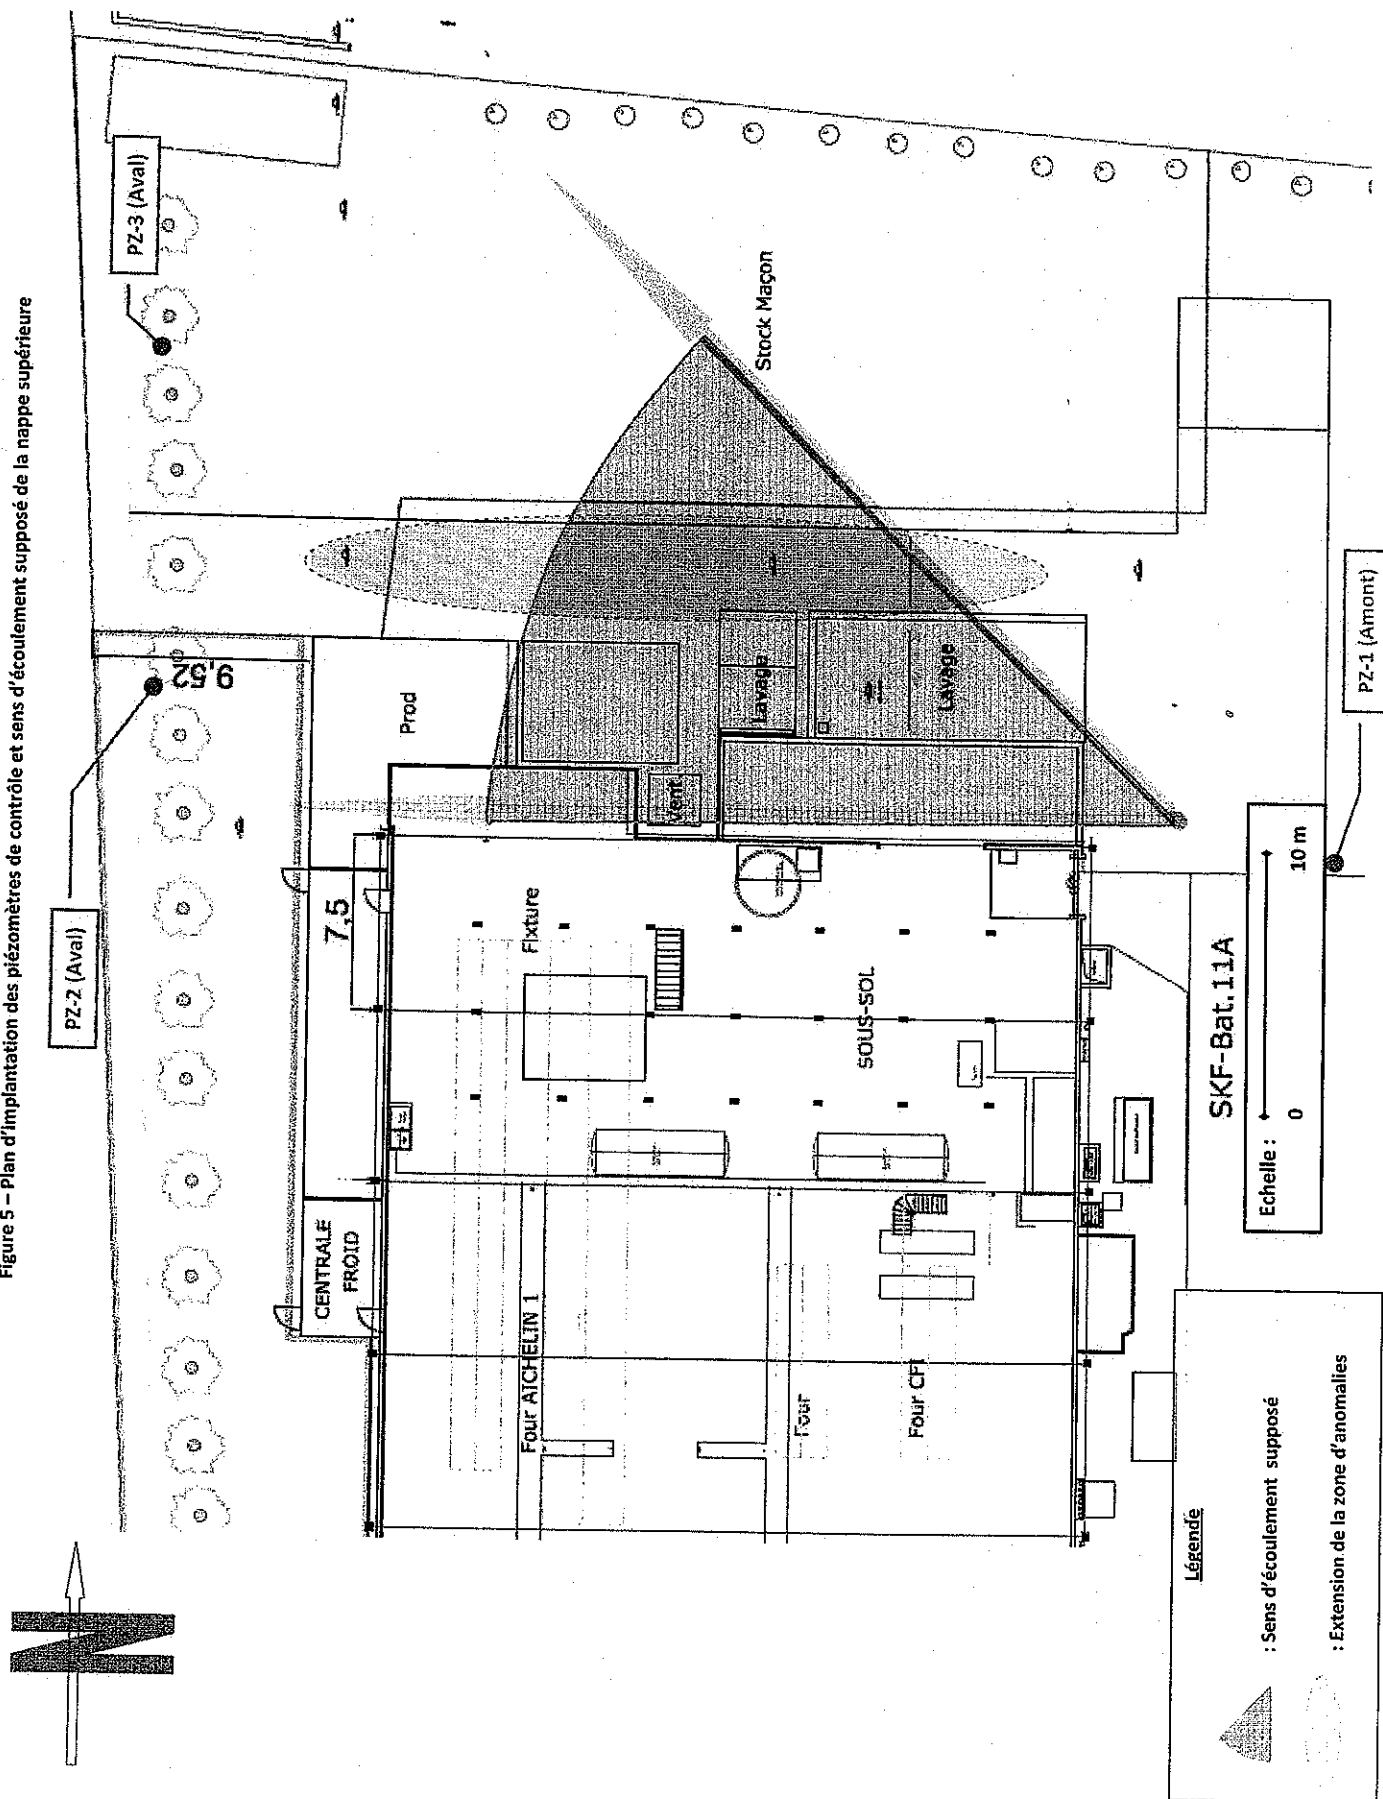 Figure 5 – Plan d'implantation des piézomètres de contrôle et sens d'écoulement supposé de la nappe supérieure
N
PZ-2 (Aval)
PZ-3 (Aval)
9,52
7,5
CENTRALE
FROID
Prod
Fixture
Vent
Lavage
Lavage
Stock Maçon
Four AICHELIN 1
Four
Four CFI
SOUS-SOL
SKF-Bat.11A
Echelle :
0
10 m
PZ-1 (Amont)
Légende
: Sens d'écoulement supposé
: Extension de la zone d'anomalies